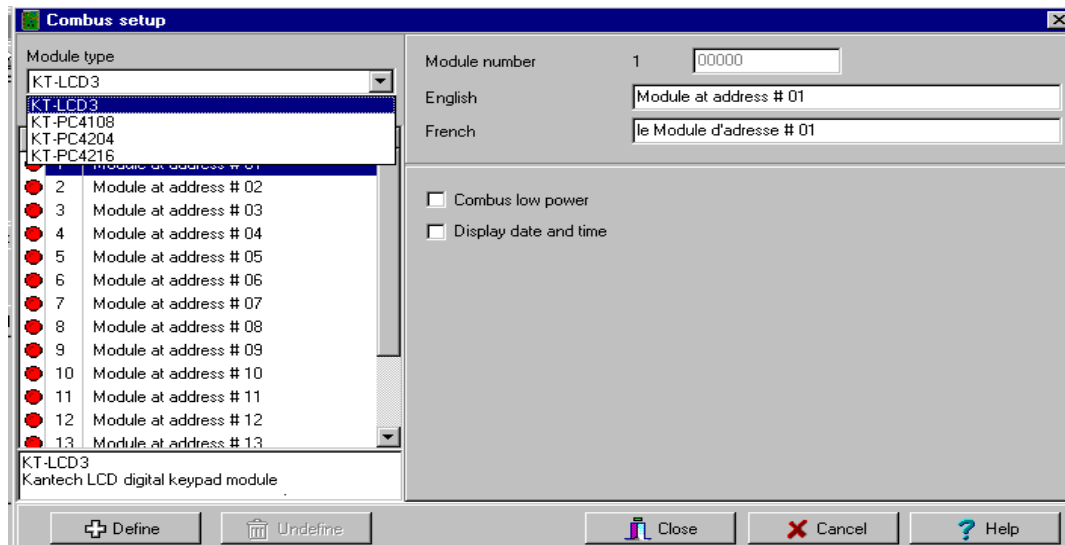 Combus setup
Module type
KT-LCD3
KT-LCD3
KT-PC4108
KT-PC4204
KT-PC4216
1 Module at address # 01
2 Module at address # 02
3 Module at address # 03
4 Module at address # 04
5 Module at address # 05
6 Module at address # 06
7 Module at address # 07
8 Module at address # 08
9 Module at address # 09
10 Module at address # 10
11 Module at address # 11
12 Module at address # 12
13 Module at address # 13
KT-LCD3
Kantech LCD digital keypad module
Module number 1 00000
English Module at address # 01
French le Module d'adresse # 01
Combus low power
Display date and time
Define Undefine Close Cancel Help